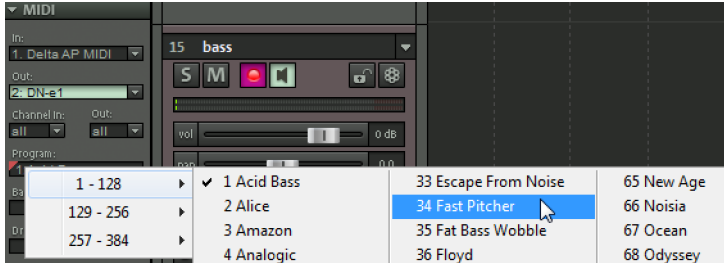 MIDI
In:
1. Delta AP MIDI
Out:
2: DN-e1
Channel In: Out:
all all
Program:
15 bass
S M
vol 0 dB
pan 0.0
1 - 128
129 - 256
257 - 384
1 Acid Bass
2 Alice
3 Amazon
4 Analogic
33 Escape From Noise
34 Fast Pitcher
35 Fat Bass Wobble
36 Floyd
65 New Age
66 Noisia
67 Ocean
68 Odyssey